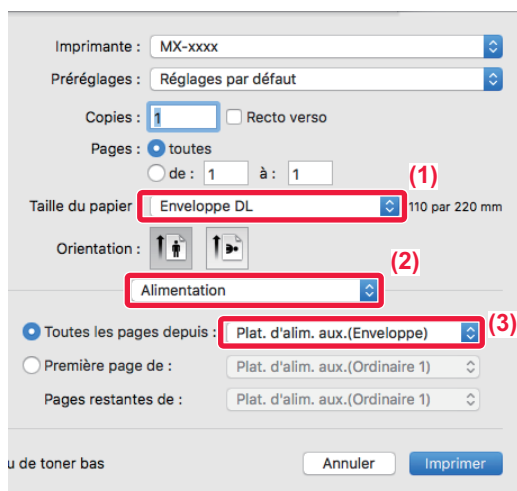 Imprimante : MX-xxxx
Préréglages : Réglages par défaut
Copies : 1 Recto verso
Pages : toutes
de : 1 à : 1
(1)
Taille du papier Enveloppe DL 110 par 220 mm
Orientation :
(2)
Alimentation
Toutes les pages depuis : Plat. d'alim. aux.(Enveloppe) (3)
Première page de : Plat. d'alim. aux.(Ordinaire 1)
Pages restantes de : Plat. d'alim. aux.(Ordinaire 1)
u de toner bas Annuler Imprimer